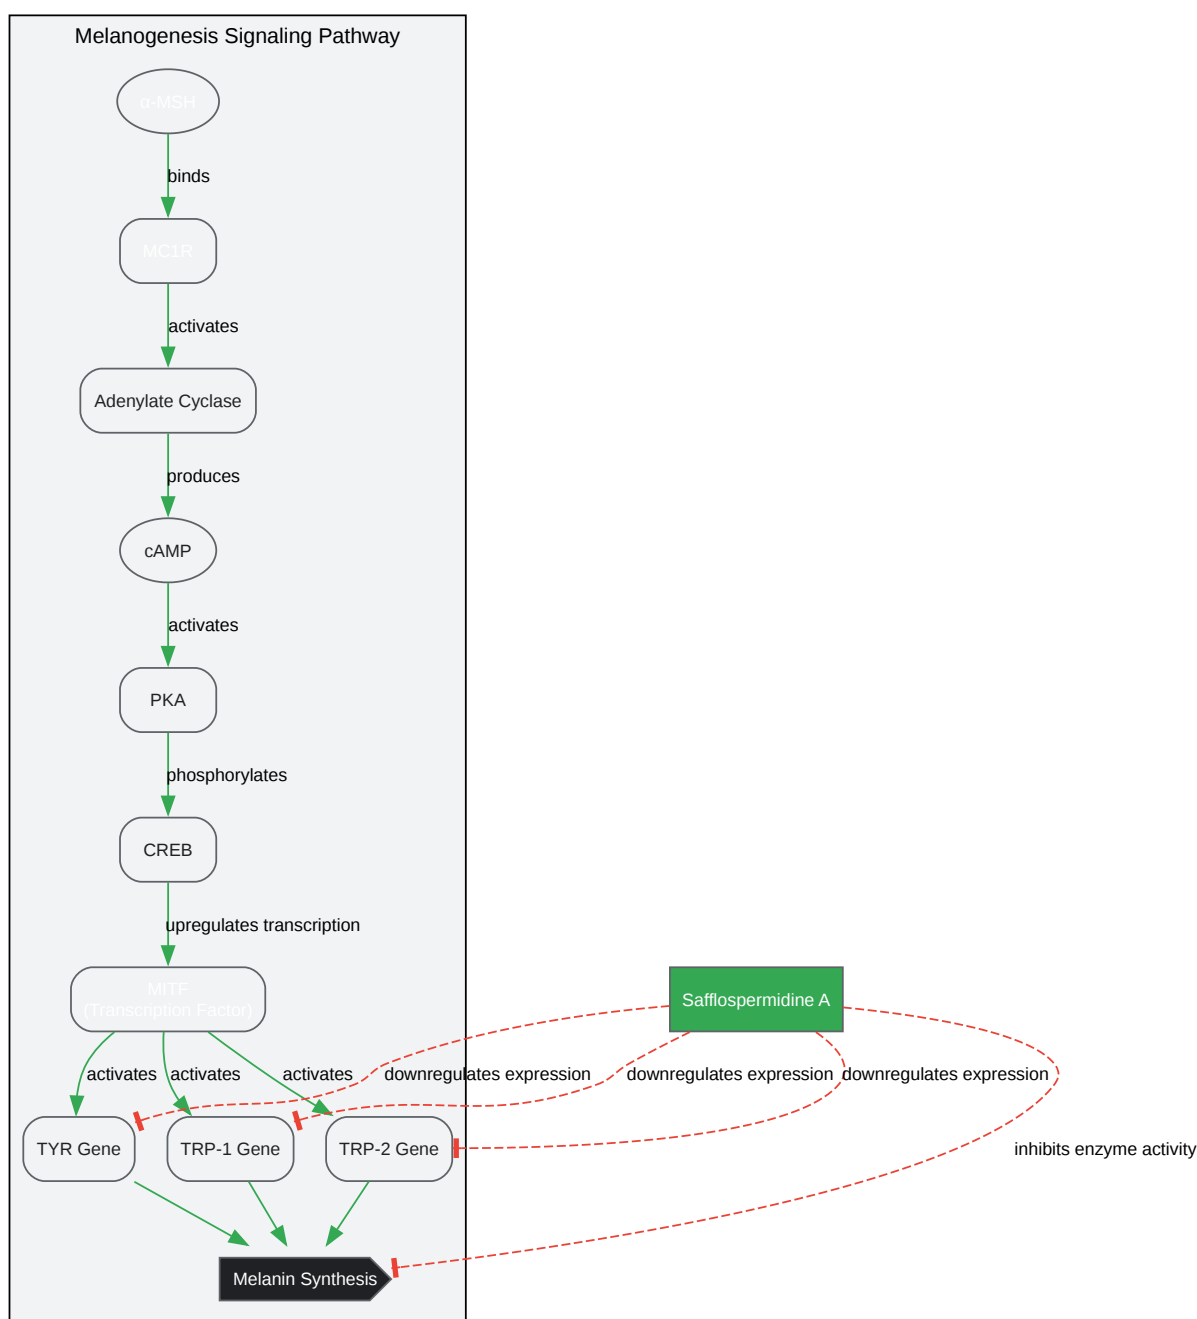 Melanogenesis Signaling Pathway
α-MSH
binds
MC1R
activates
Adenylate Cyclase
produces
cAMP
activates
PKA
phosphorylates
CREB
upregulates transcription
MITF
(Transcription Factor)
Safflospermidine A
activates
activates
activates
downregulates expression
downregulates expression
downregulates expression
TYR Gene
TRP-1 Gene
TRP-2 Gene
inhibits enzyme activity
Melanin Synthesis